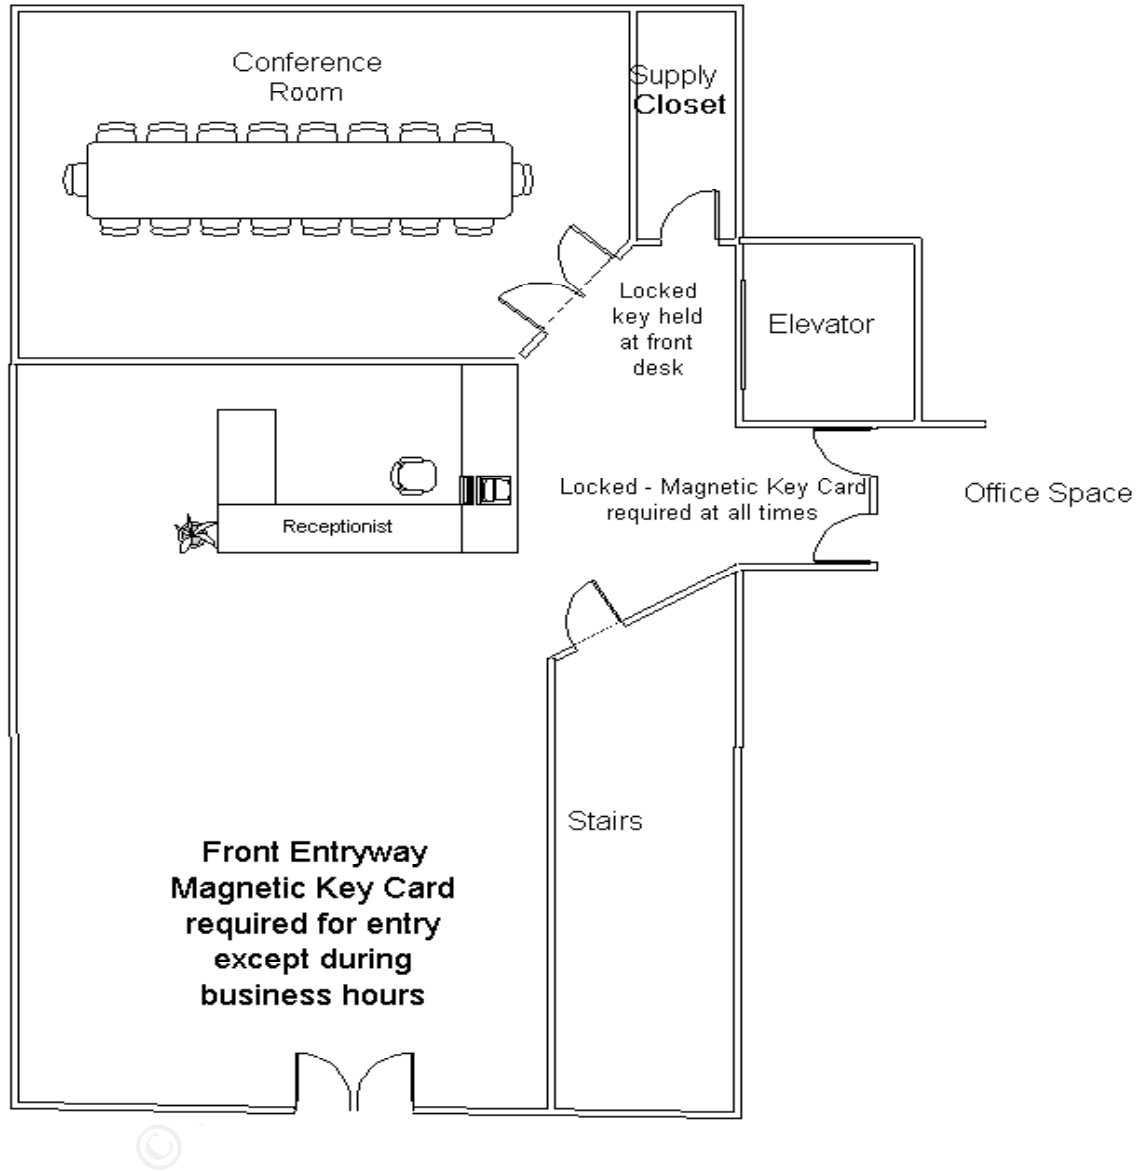 Conference
Room
Supply
Closet
Locked
key held
at front
desk
Elevator
Locked - Magnetic Key Card
required at all times
Office Space
Receptionist
Stairs
Front Entryway
Magnetic Key Card
required for entry
except during
business hours
©